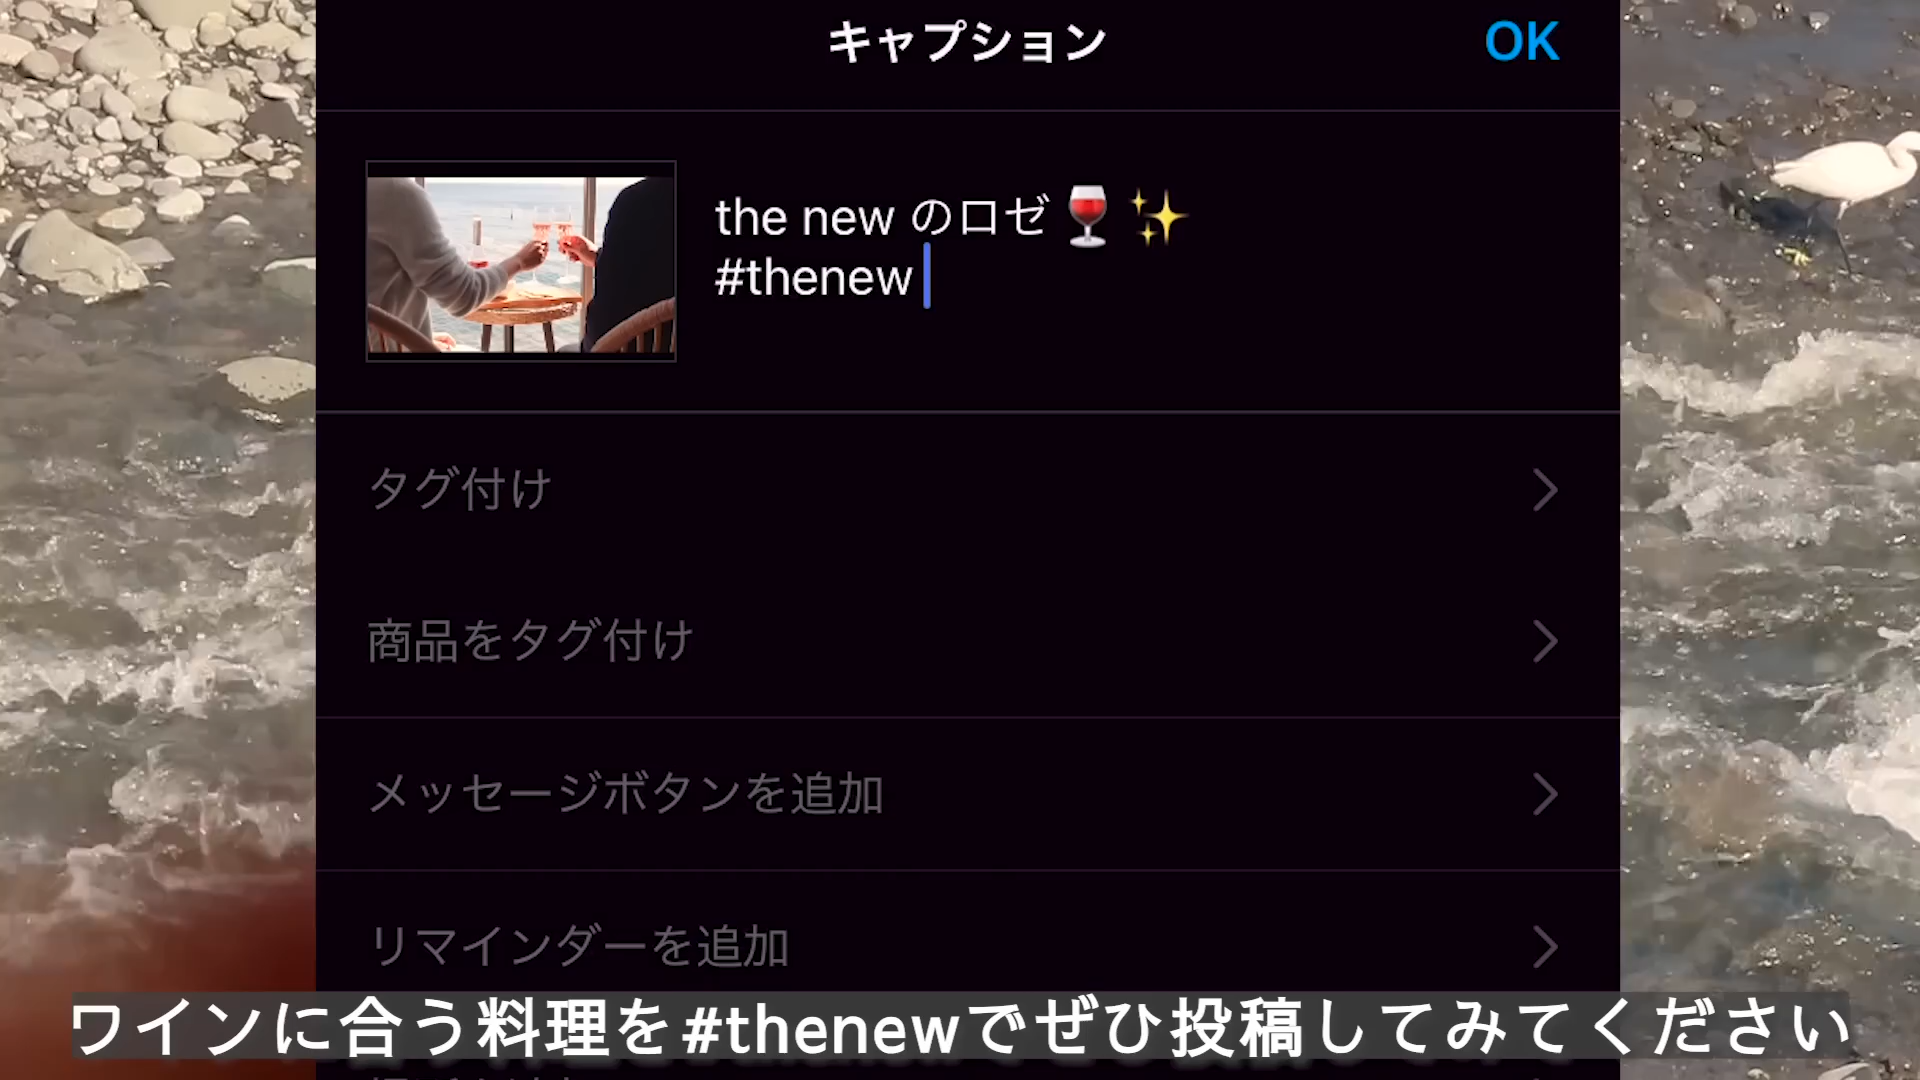 キャプション
OK
the new のロゼ🍷✨
#thenew
タグ付け
商品をタグ付け
メッセージボタンを追加
リマインダーを追加
ワインに合う料理を#thenewでぜひ投稿してみてください